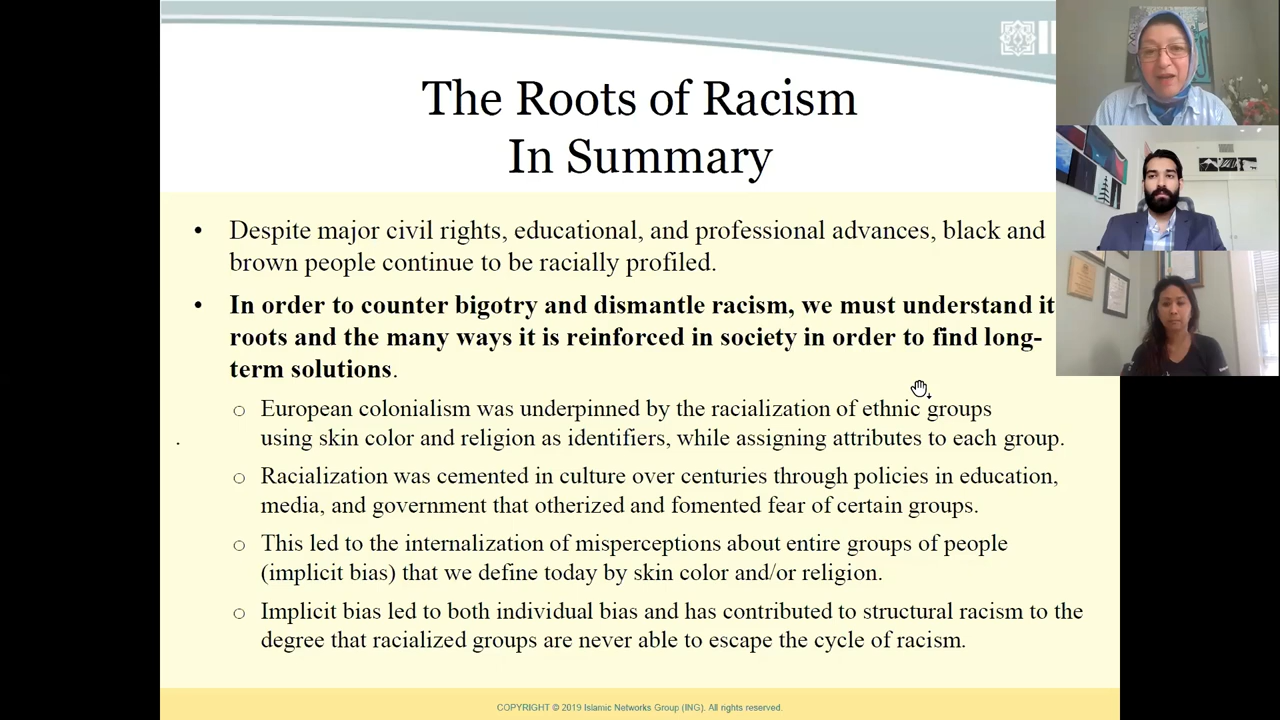 The Roots of Racism
In Summary
• Despite major civil rights, educational, and professional advances, black and
brown people continue to be racially profiled.
• In order to counter bigotry and dismantle racism, we must understand it
roots and the many ways it is reinforced in society in order to find long-
term solutions.
○ European colonialism was underpinned by the racialization of ethnic groups
using skin color and religion as identifiers, while assigning attributes to each group.
○ Racialization was cemented in culture over centuries through policies in education,
media, and government that otherized and fomented fear of certain groups.
○ This led to the internalization of misperceptions about entire groups of people
(implicit bias) that we define today by skin color and/or religion.
○ Implicit bias led to both individual bias and has contributed to structural racism to the
degree that racialized groups are never able to escape the cycle of racism.
COPYRIGHT © 2019 Islamic Networks Group (ING). All rights reserved.